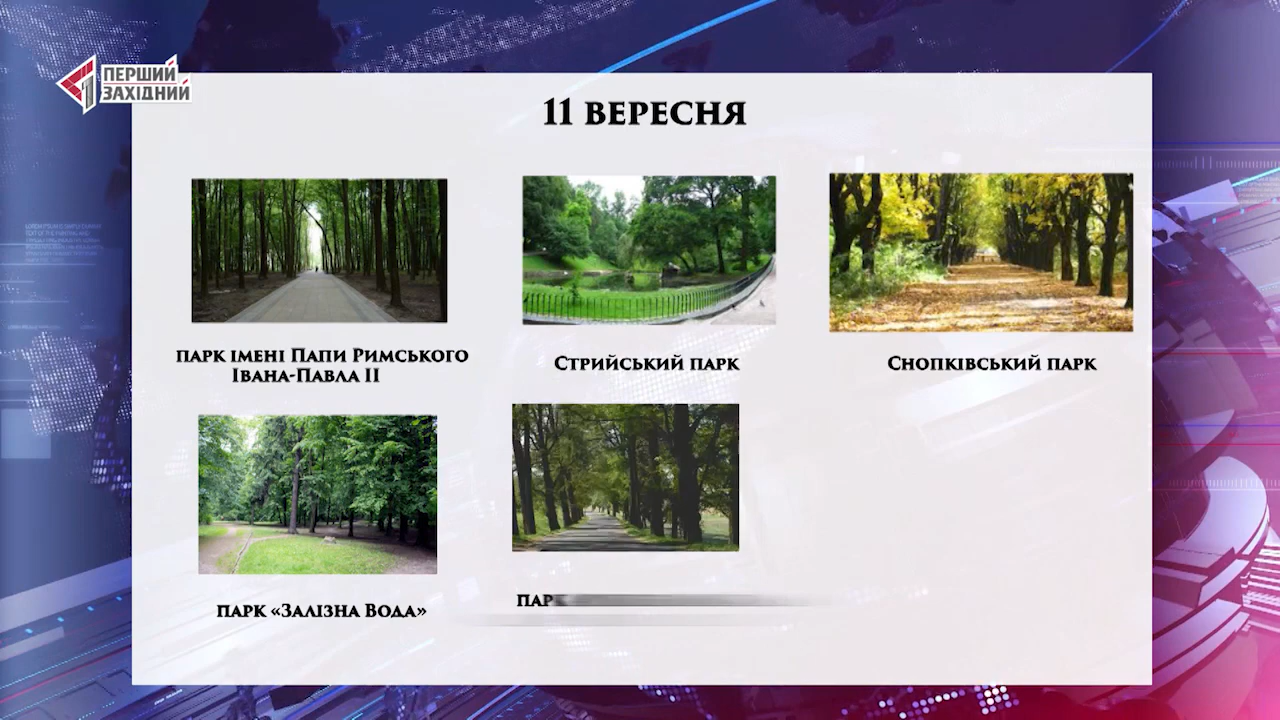 ПЕРШИЙ
ЗАХІДНИЙ
11 ВЕРЕСНЯ
ПАРК ІМЕНІ ПАПИ РИМСЬКОГО
ІВАНА-ПАВЛА ІІ
СТРИЙСЬКИЙ ПАРК
СНОПКІВСЬКИЙ ПАРК
ПАРК «ЗАЛІЗНА ВОДА»
ПАР